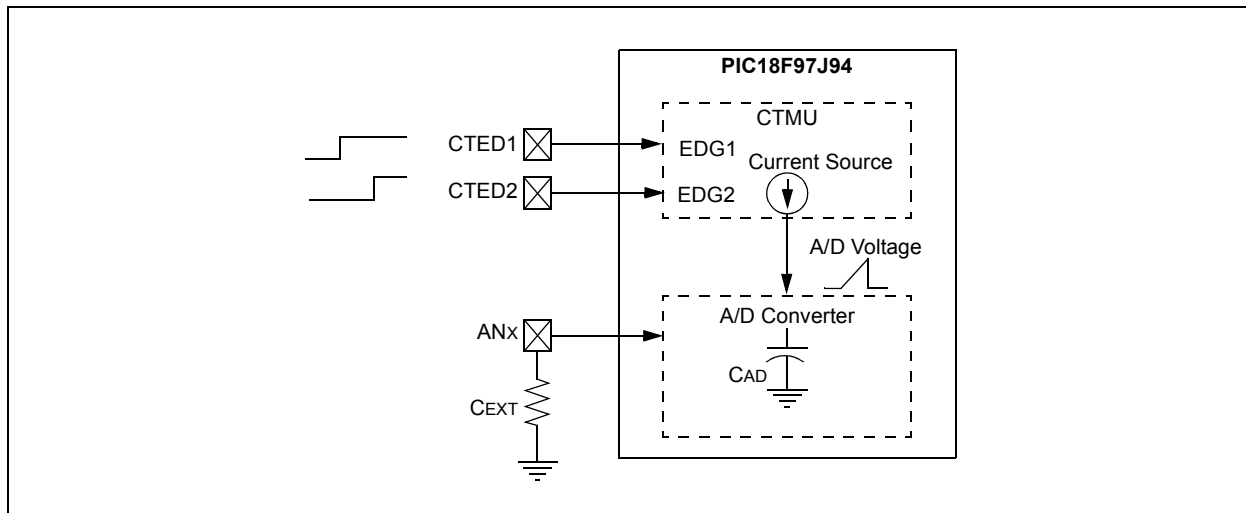 PIC18F97J94
CTMU
CTED1
EDG1
Current Source
CTED2
EDG2
A/D Voltage
ANX
A/D Converter
CAD
CEXT